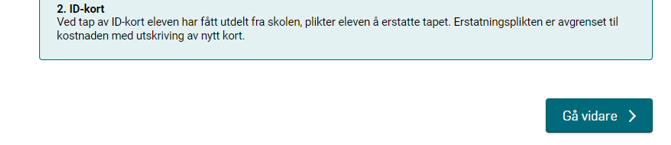 2. ID-kort
Ved tap av ID-kort eleven har fått utdelt fra skolen, plikter eleven å erstatte tapet. Erstatningsplikten er avgrenset til
kostnaden med utskriving av nytt kort.
Gå vidare